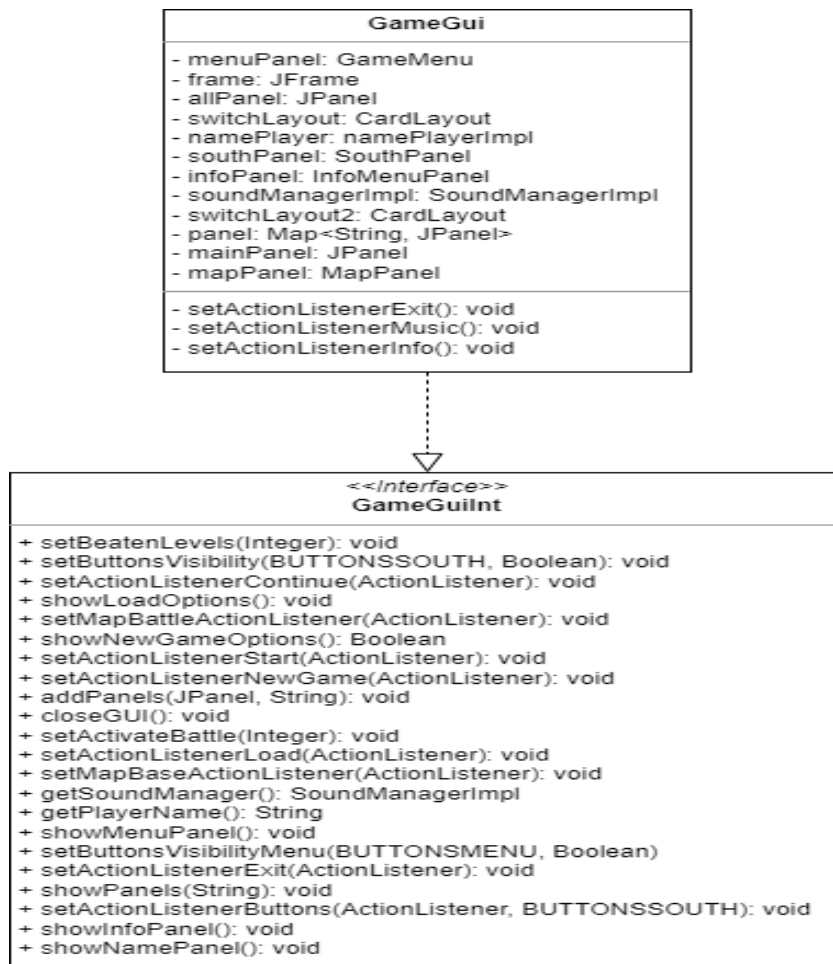 GameGui
- menuPanel: GameMenu
- frame: JFrame
- allPanel: JPanel
- switchLayout: CardLayout
- namePlayer: namePlayerImpl
- southPanel: SouthPanel
- infoPanel: InfoMenuPanel
- soundManagerImpl: SoundManagerImpl
- switchLayout2: CardLayout
- panel: Map<String, JPanel>
- mainPanel: JPanel
- mapPanel: MapPanel
- setActionListenerExit(): void
- setActionListenerMusic(): void
- setActionListenerInfo(): void
<<Interface>>
GameGuiInt
+ setBeatenLevels(Integer): void
+ setButtonsVisibility(BUTTONSSOUTH, Boolean): void
+ setActionListenerContinue(ActionListener): void
+ showLoadOptions(): void
+ setMapBattleActionListener(ActionListener): void
+ showNewGameOptions(): Boolean
+ setActionListenerStart(ActionListener): void
+ setActionListenerNewGame(ActionListener): void
+ addPanels(JPanel, String): void
+ closeGUI(): void
+ setActivateBattle(Integer): void
+ setActionListenerLoad(ActionListener): void
+ setMapBaseActionListener(ActionListener): void
+ getSoundManager(): SoundManagerImpl
+ getPlayerName(): String
+ showMenuPanel(): void
+ setButtonsVisibilityMenu(BUTTONSMENU, Boolean)
+ setActionListenerExit(ActionListener): void
+ showPanels(String): void
+ setActionListenerButtons(ActionListener, BUTTONSSOUTH): void
+ showInfoPanel(): void
+ showNamePanel(): void